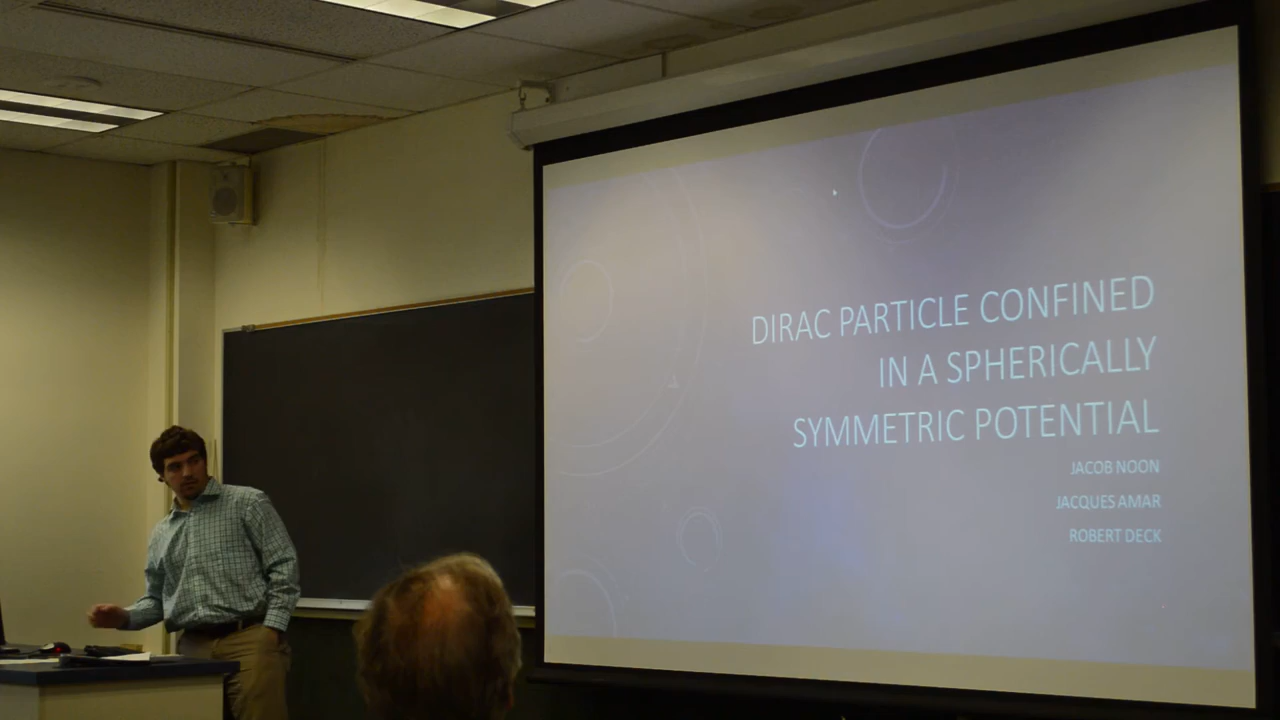 DIRAC PARTICLE CONFINED
IN A SPHERICALLY
SYMMETRIC POTENTIAL
JACOB NOON
JACQUES AMAR
ROBERT DECK